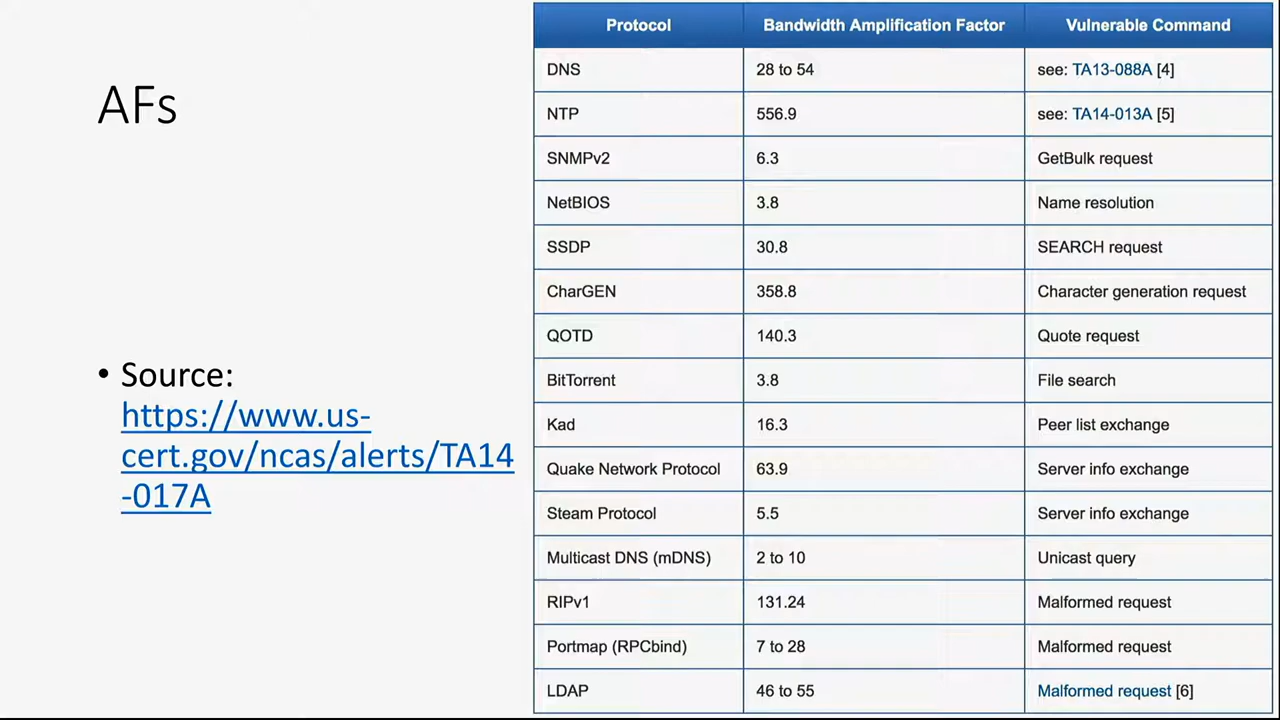 AFs
• Source:
https://www.us-
cert.gov/ncas/alerts/TA14
-017A
Protocol Bandwidth Amplification Factor Vulnerable Command
DNS 28 to 54 see: TA13-088A [4]
NTP 556.9 see: TA14-013A [5]
SNMPv2 6.3 GetBulk request
NetBIOS 3.8 Name resolution
SSDP 30.8 SEARCH request
CharGEN 358.8 Character generation request
QOTD 140.3 Quote request
BitTorrent 3.8 File search
Kad 16.3 Peer list exchange
Quake Network Protocol 63.9 Server info exchange
Steam Protocol 5.5 Server info exchange
Multicast DNS (mDNS) 2 to 10 Unicast query
RIPv1 131.24 Malformed request
Portmap (RPCbind) 7 to 28 Malformed request
LDAP 46 to 55 Malformed request [6]